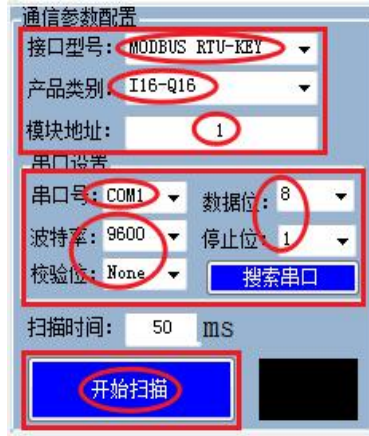 通信参数配置
接口型号: MODBUS RTU-KEY
产品类别: I16-Q16
模块地址: 1
串口设置
串口号: COM1 数据位: 8
波特率: 9600 停止位: 1
校验位: None 搜索串口
扫描时间: 50 ms
开始扫描